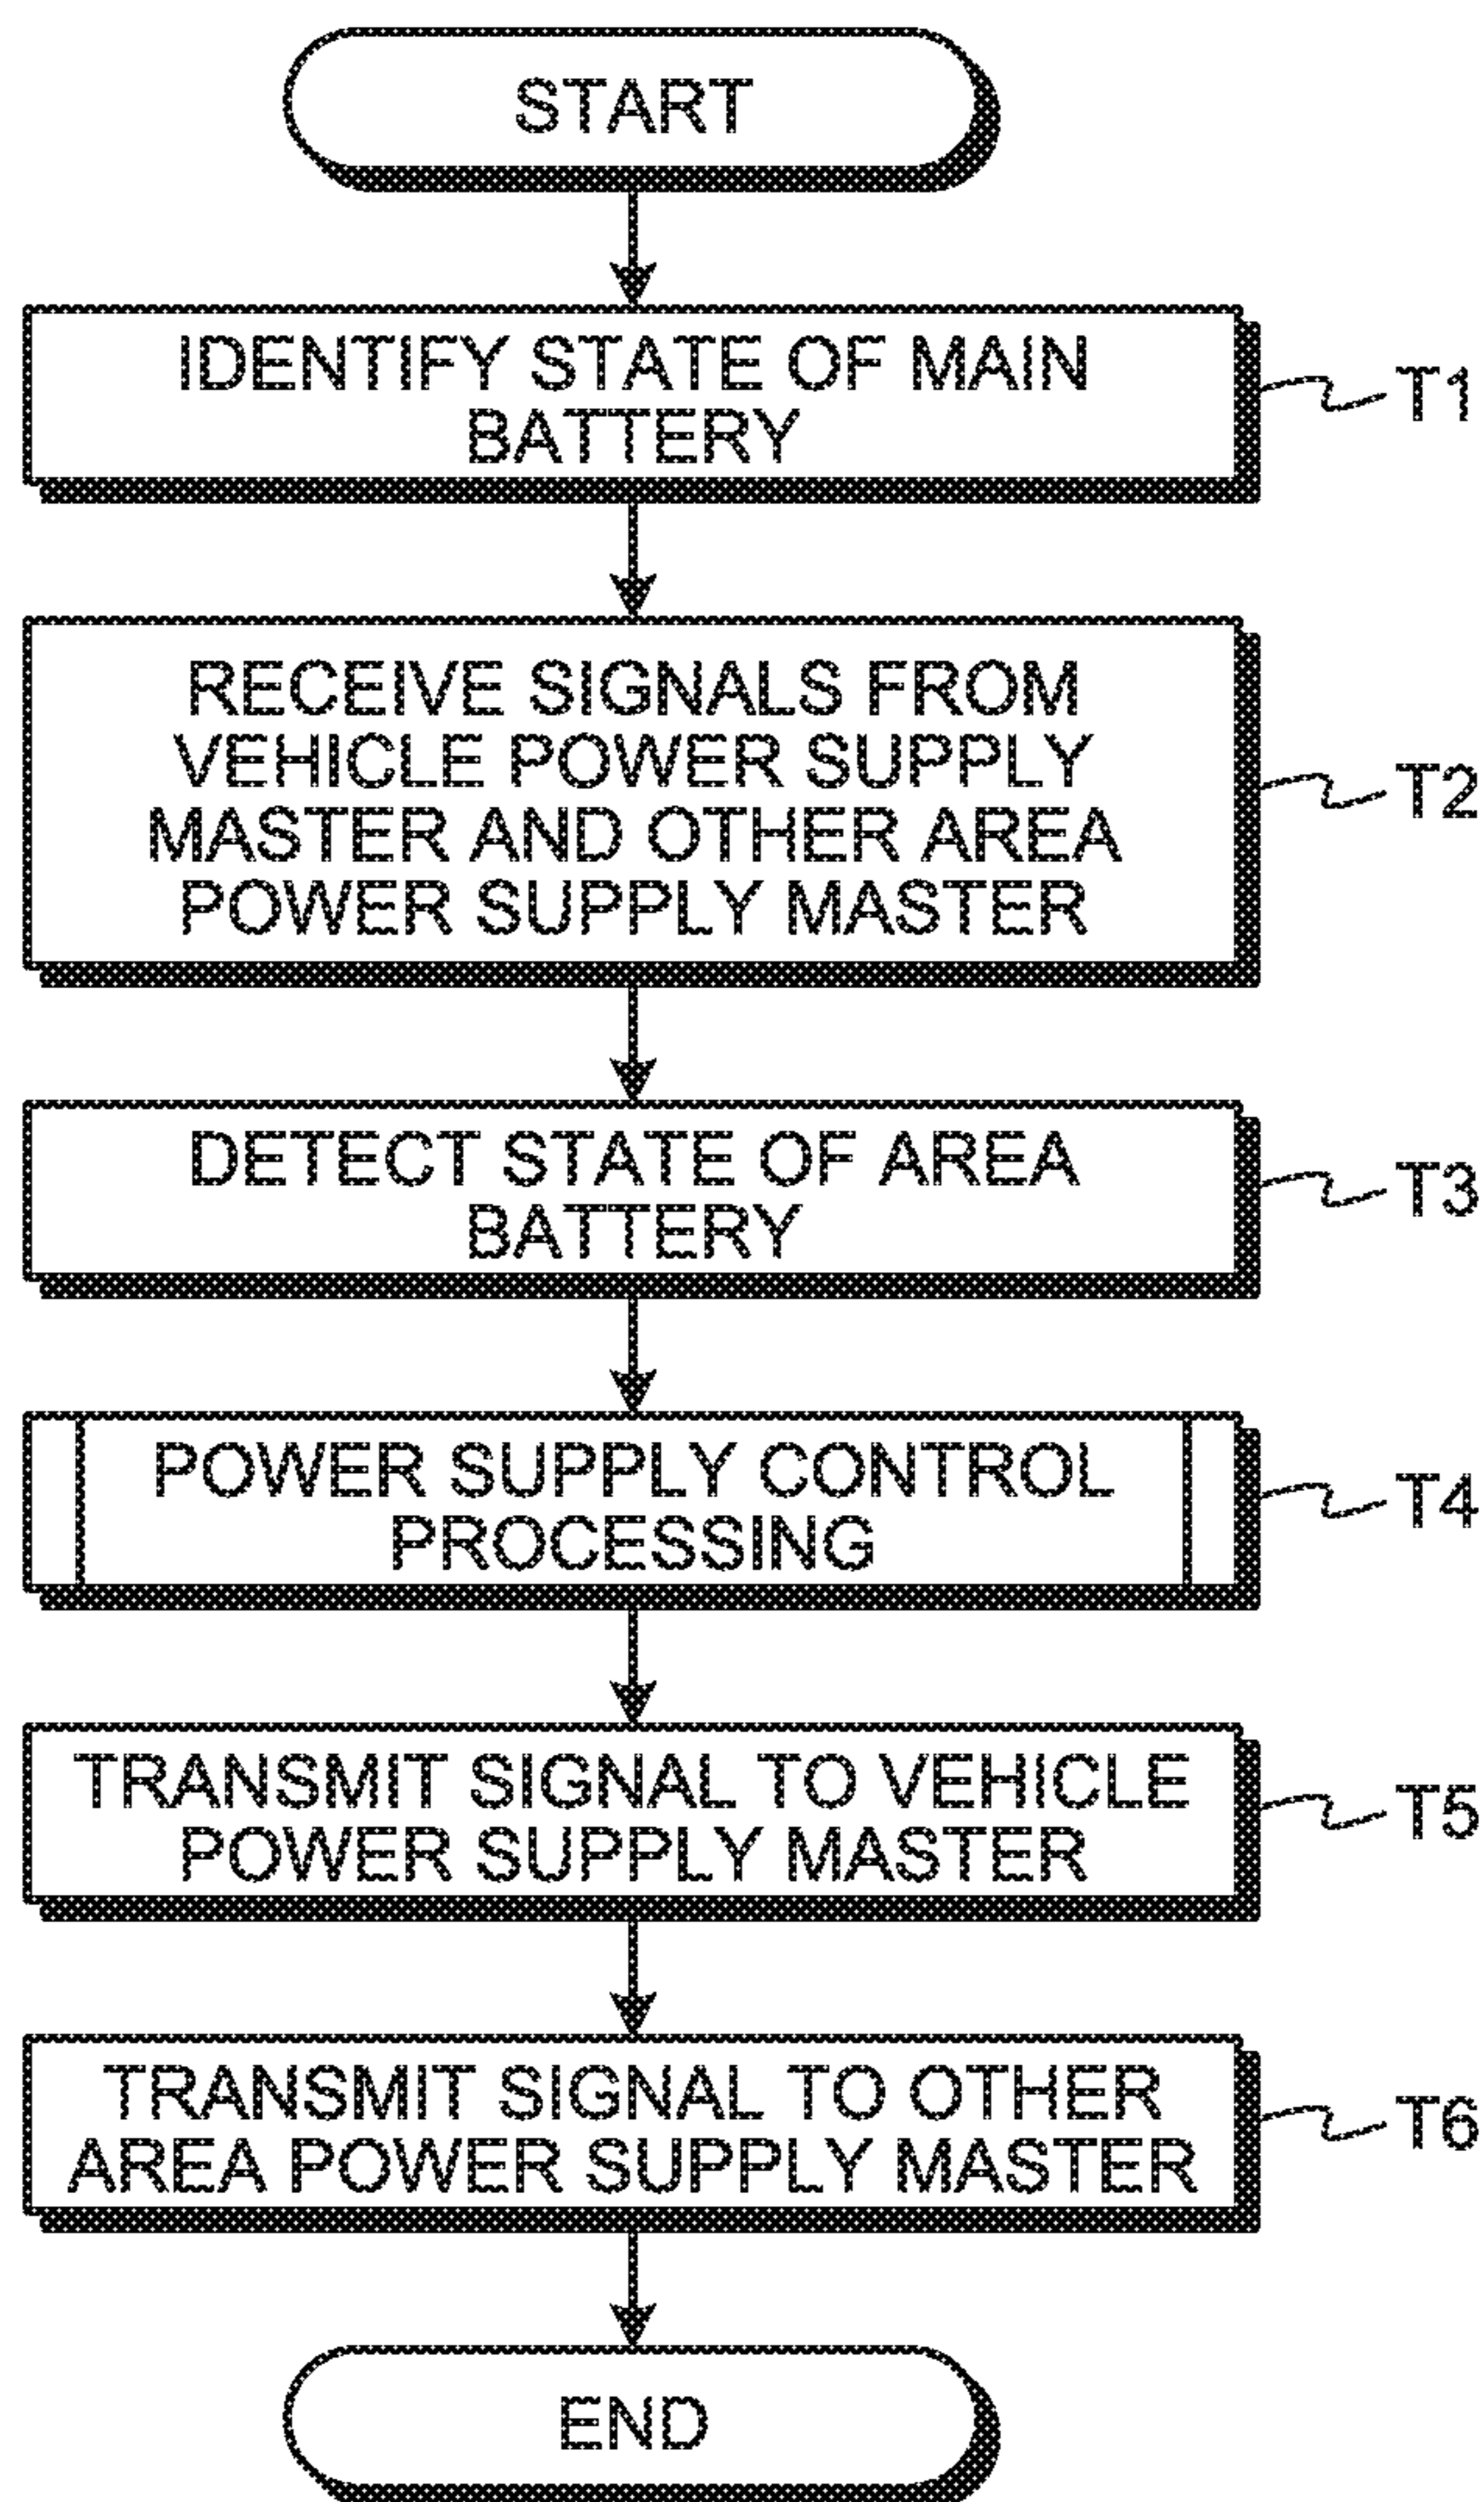 START
IDENTIFY STATE OF MAIN
BATTERY
T1
RECEIVE SIGNALS FROM
VEHICLE POWER SUPPLY
MASTER AND OTHER AREA
POWER SUPPLY MASTER
T2
DETECT STATE OF AREA
BATTERY
T3
POWER SUPPLY CONTROL
PROCESSING
T4
TRANSMIT SIGNAL TO VEHICLE
POWER SUPPLY MASTER
T5
TRANSMIT SIGNAL TO OTHER
AREA POWER SUPPLY MASTER
T6
END